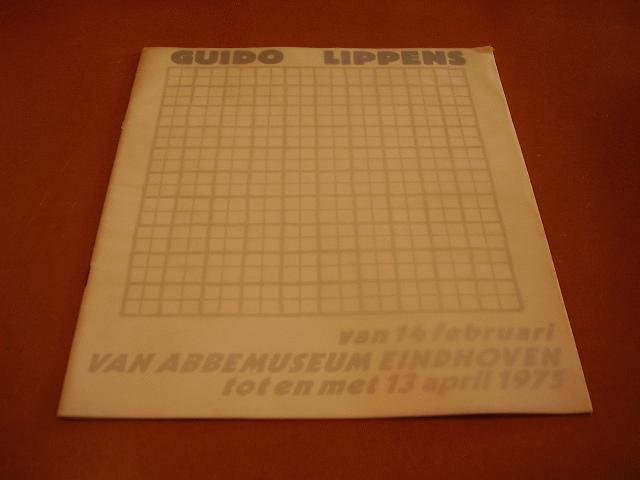 GUIDO LIPPENS
van 14 februari
VAN ABBEMUSEUM EINDHOVEN
tot en met 13 april 1975